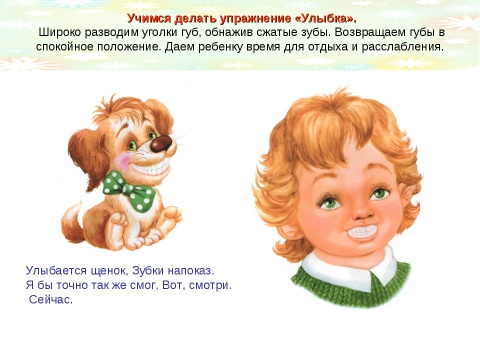 Учимся делать упражнение «Улыбка».
Широко разводим уголки губ, обнажив сжатые зубы. Возвращаем губы в
спокойное положение. Даем ребенку время для отдыха и расслабления.
Улыбается щенок, Зубки напоказ.
Я бы точно так же смог, Вот, смотри.
Сейчас.